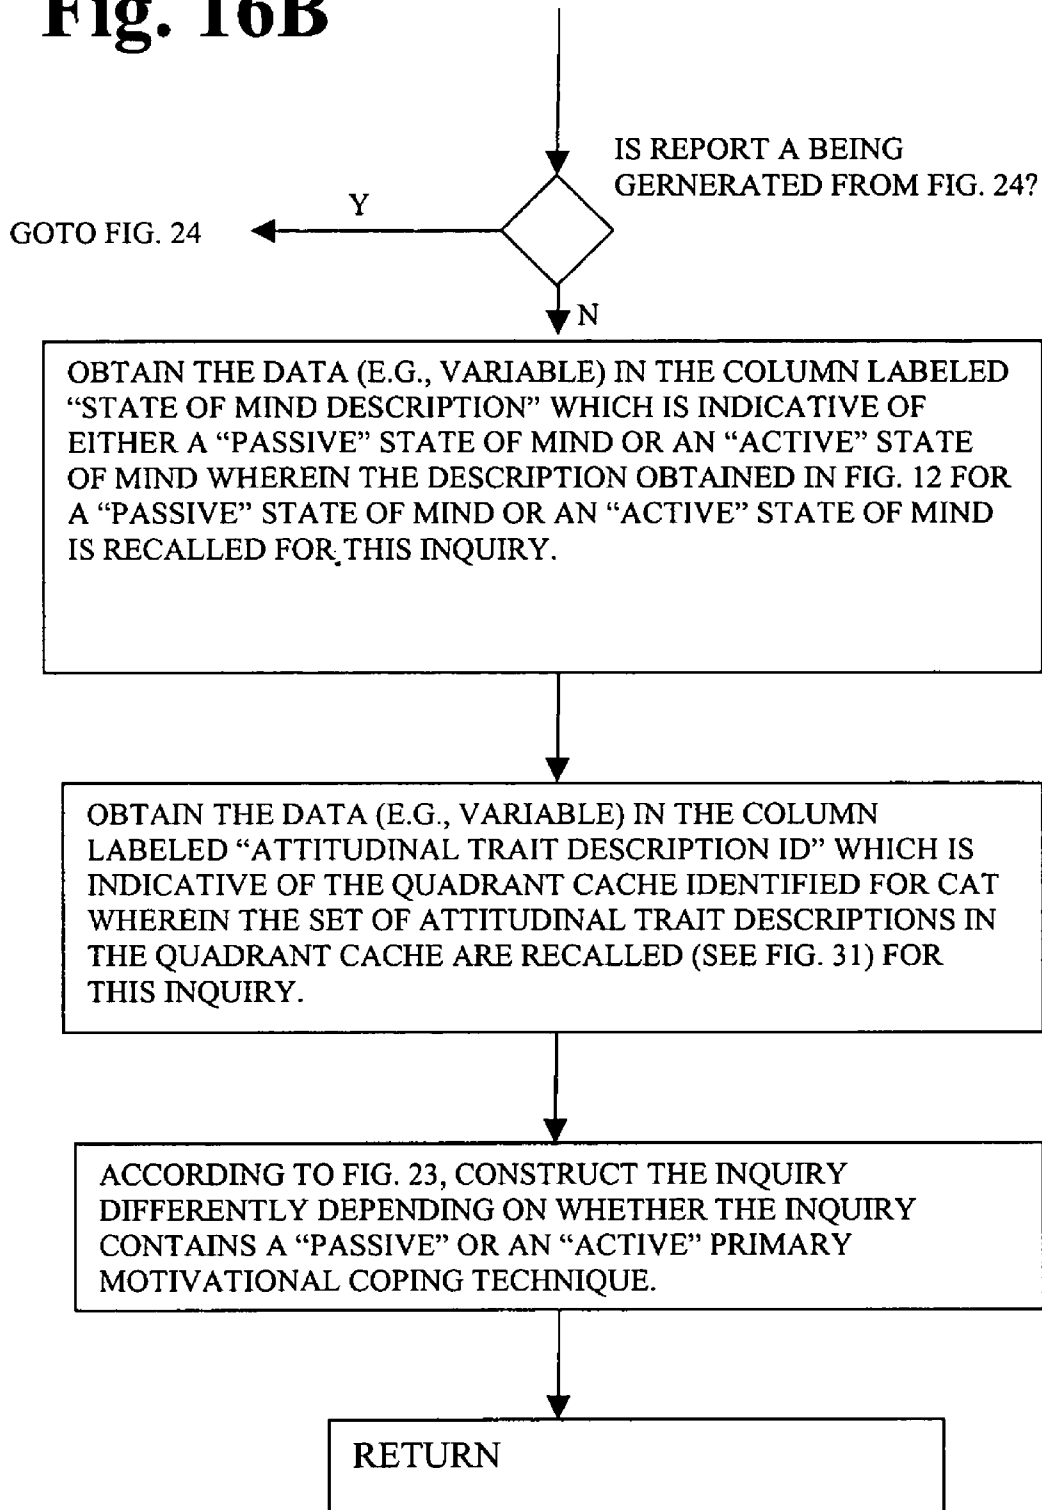 Fig. 16B
IS REPORT A BEING
GERNERATED FROM FIG. 24?
Y
GOTO FIG. 24
N
OBTAIN THE DATA (E.G., VARIABLE) IN THE COLUMN LABELED
“STATE OF MIND DESCRIPTION” WHICH IS INDICATIVE OF
EITHER A “PASSIVE” STATE OF MIND OR AN “ACTIVE” STATE
OF MIND WHEREIN THE DESCRIPTION OBTAINED IN FIG. 12 FOR
A “PASSIVE” STATE OF MIND OR AN “ACTIVE” STATE OF MIND
IS RECALLED FOR THIS INQUIRY.
OBTAIN THE DATA (E.G., VARIABLE) IN THE COLUMN
LABELED “ATTITUDINAL TRAIT DESCRIPTION ID” WHICH IS
INDICATIVE OF THE QUADRANT CACHE IDENTIFIED FOR CAT
WHEREIN THE SET OF ATTITUDINAL TRAIT DESCRIPTIONS IN
THE QUADRANT CACHE ARE RECALLED (SEE FIG. 31) FOR
THIS INQUIRY.
ACCORDING TO FIG. 23, CONSTRUCT THE INQUIRY
DIFFERENTLY DEPENDING ON WHETHER THE INQUIRY
CONTAINS A “PASSIVE” OR AN “ACTIVE” PRIMARY
MOTIVATIONAL COPING TECHNIQUE.
RETURN